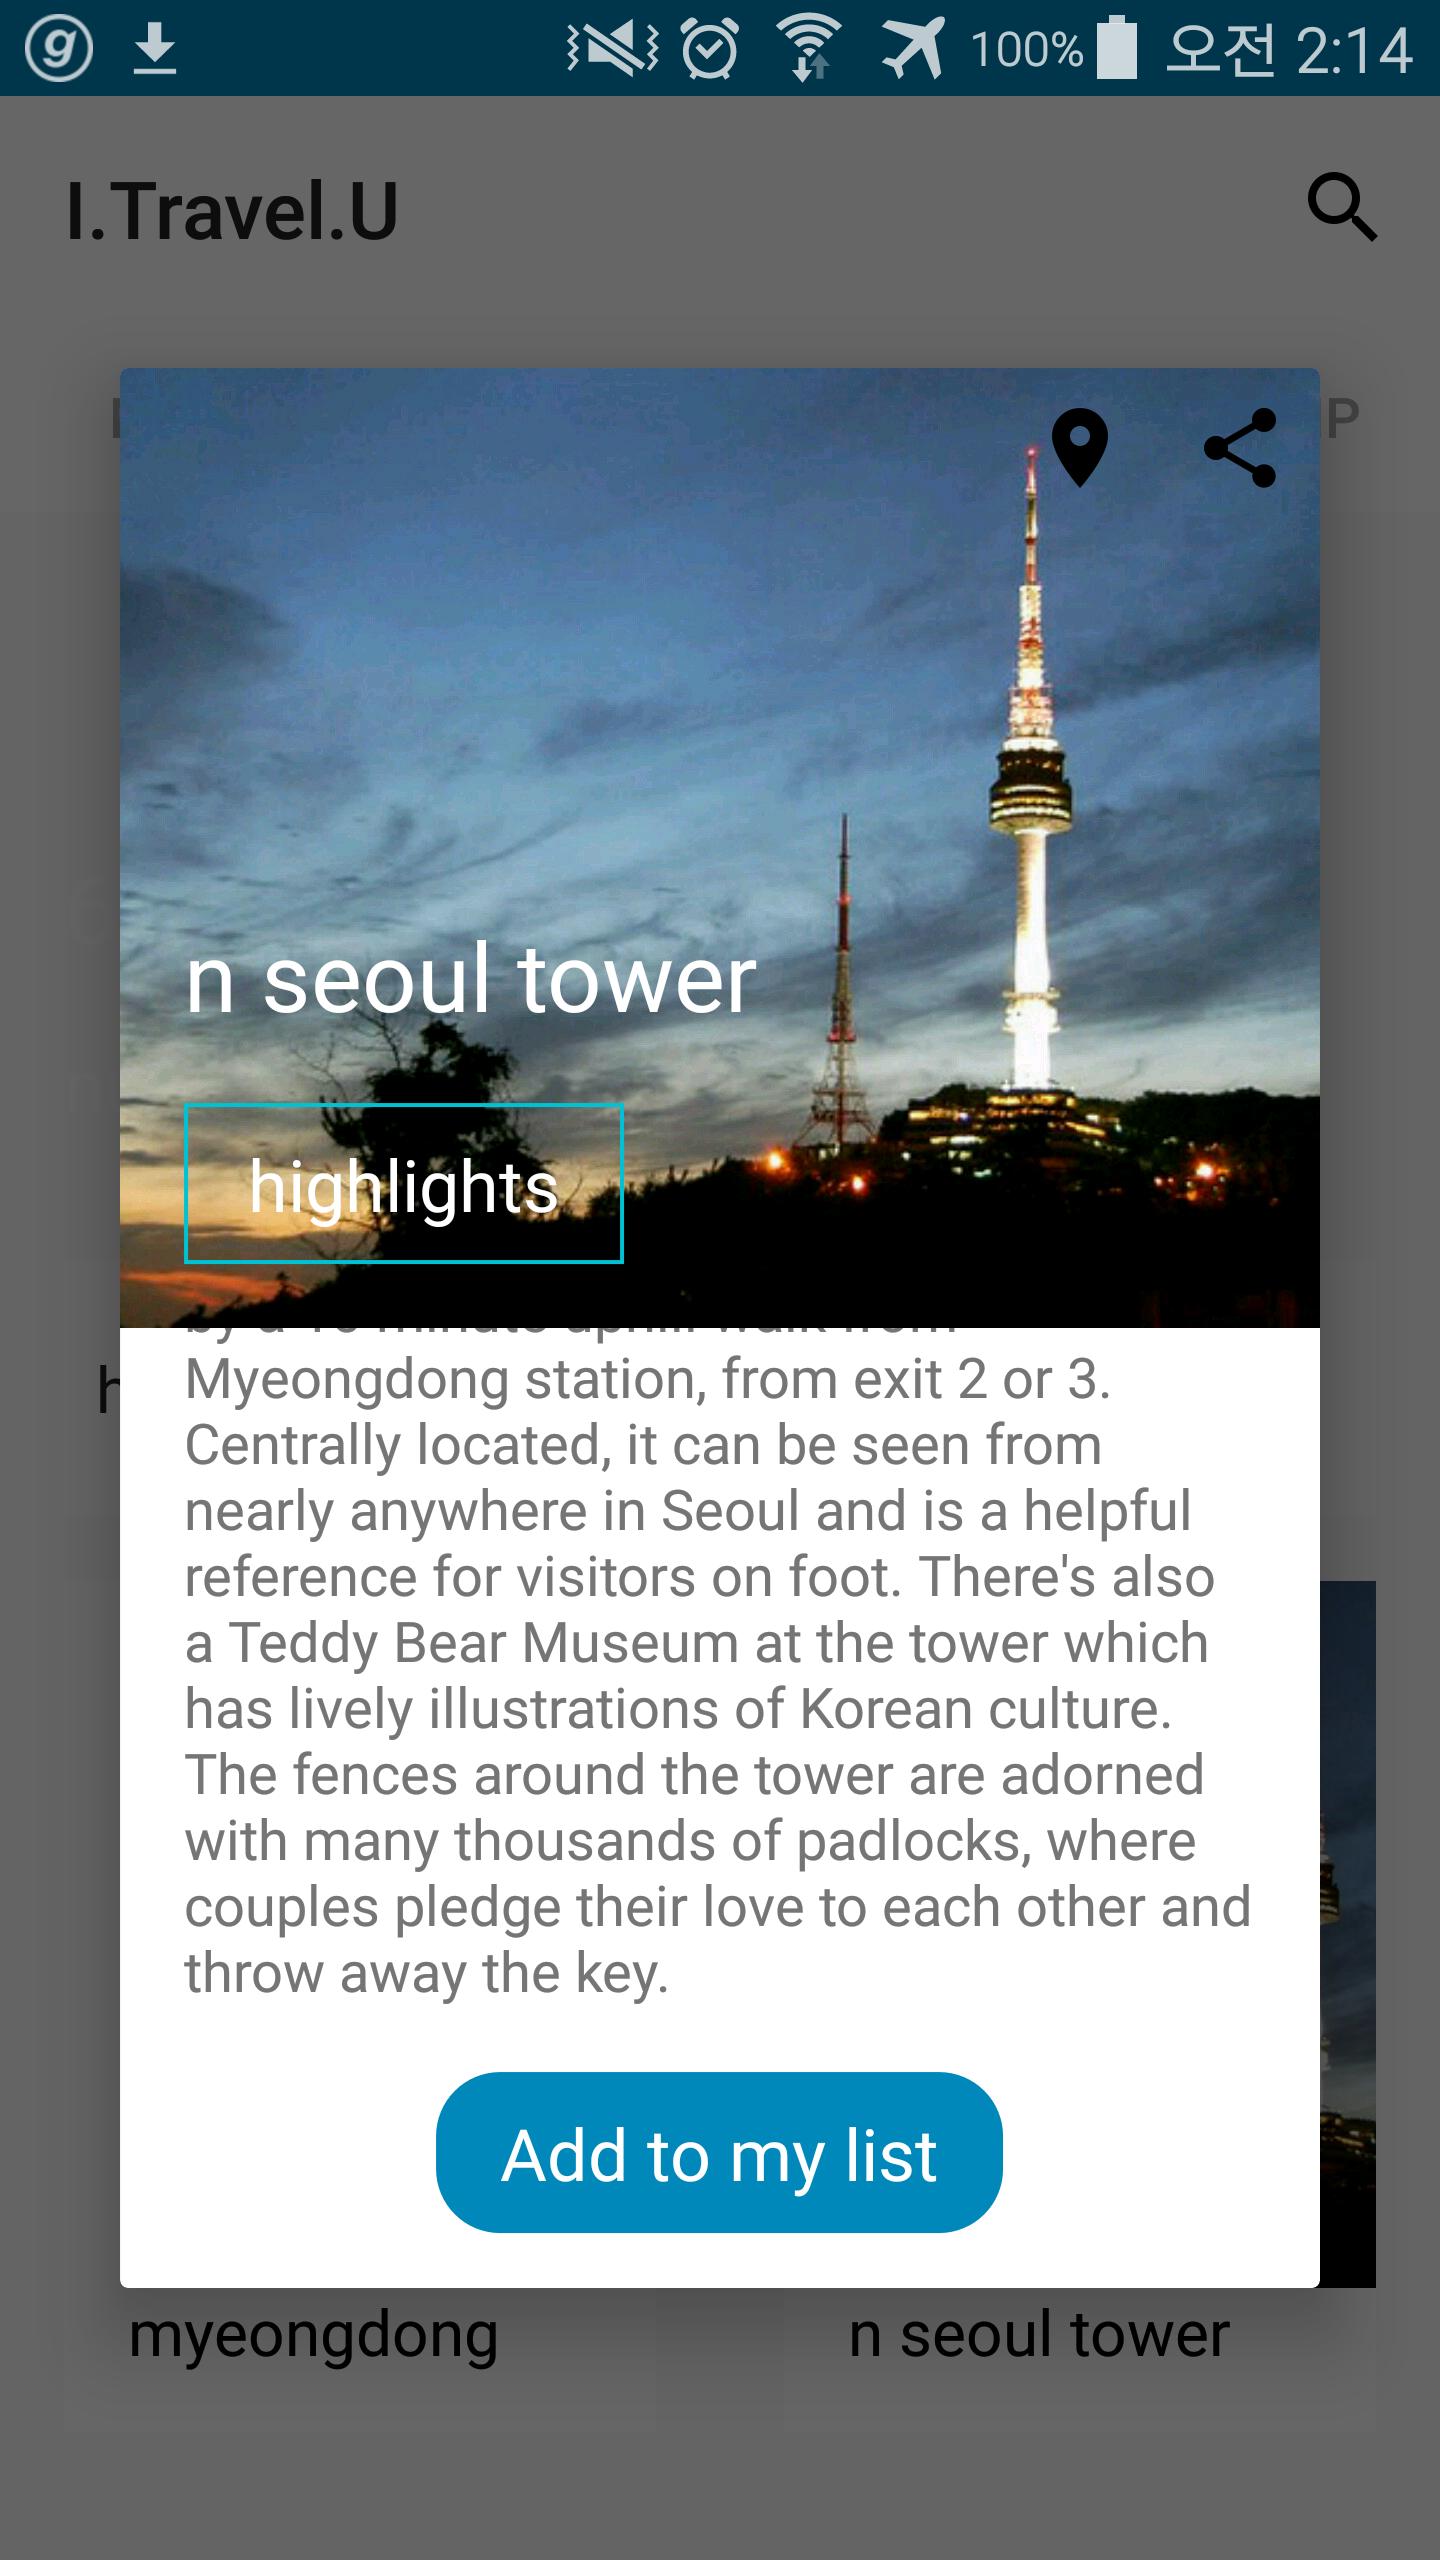 100% 오전 2:14
I.Travel.U
n seoul tower
highlights
Myeongdong station, from exit 2 or 3.
Centrally located, it can be seen from
nearly anywhere in Seoul and is a helpful
reference for visitors on foot. There's also
a Teddy Bear Museum at the tower which
has lively illustrations of Korean culture.
The fences around the tower are adorned
with many thousands of padlocks, where
couples pledge their love to each other and
throw away the key.
Add to my list
myeongdong
n seoul tower